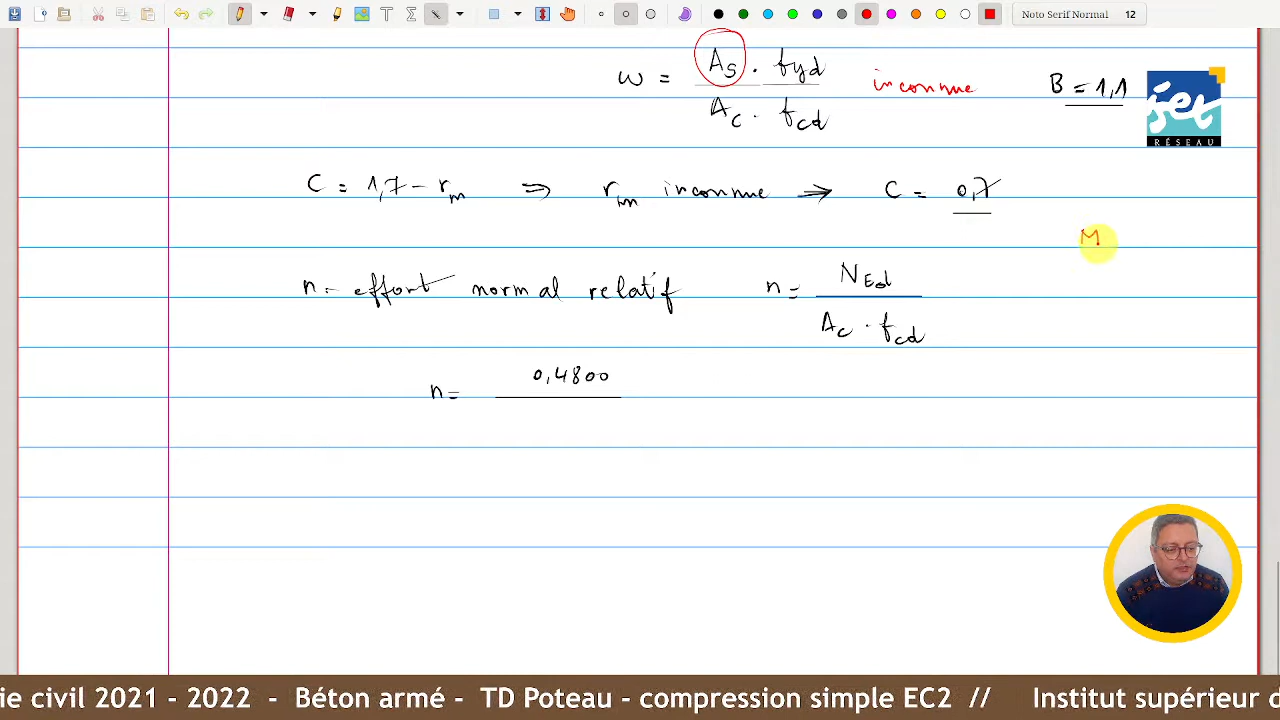 Noto Serif Normal 12
ω = As . fyd inconnue B = 1,1
Ac . fcd
iset
RÉSEAU
C = 1,7 - rm ⇒ rm inconnue ⇒ C = 0,7
M
n = effort normal relatif n = NEd
Ac . fcd
n = 0,4800
ie civil 2021 - 2022 - Béton armé - TD Poteau - compression simple EC2 // Institut supérieur d